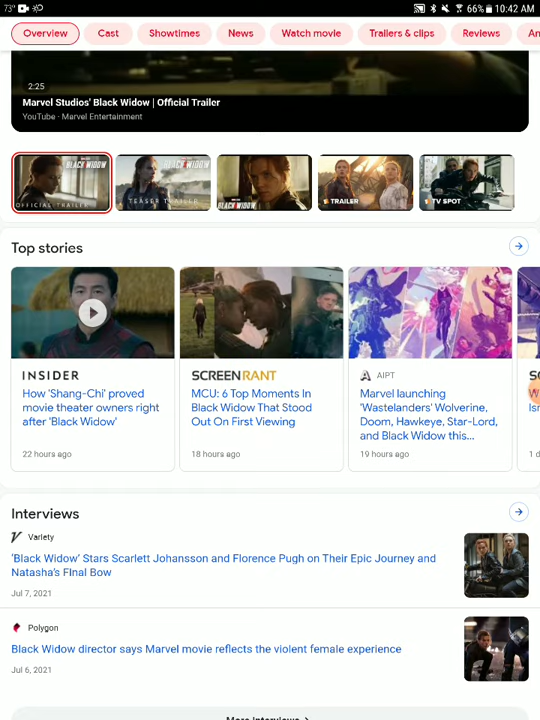 73°
66% 10:42 AM
Overview Cast Showtimes News Watch movie Trailers & clips Reviews
2:25
Marvel Studios' Black Widow | Official Trailer
YouTube · Marvel Entertainment
BLACK WIDOW
OFFICIAL TRAILER
BLACK WIDOW
TEASER TRAILER
BLACK WIDOW
TRAILER
TV SPOT
Top stories
INSIDER
How 'Shang-Chi' proved
movie theater owners right
after 'Black Widow'
22 hours ago
SCREENRANT
MCU: 6 Top Moments In
Black Widow That Stood
Out On First Viewing
18 hours ago
AIPT
Marvel launching
'Wastelanders' Wolverine,
Doom, Hawkeye, Star-Lord,
and Black Widow this...
19 hours ago
Interviews
Variety
'Black Widow' Stars Scarlett Johansson and Florence Pugh on Their Epic Journey and
Natasha's Final Bow
Jul 7, 2021
Polygon
Black Widow director says Marvel movie reflects the violent female experience
Jul 6, 2021
More interviews